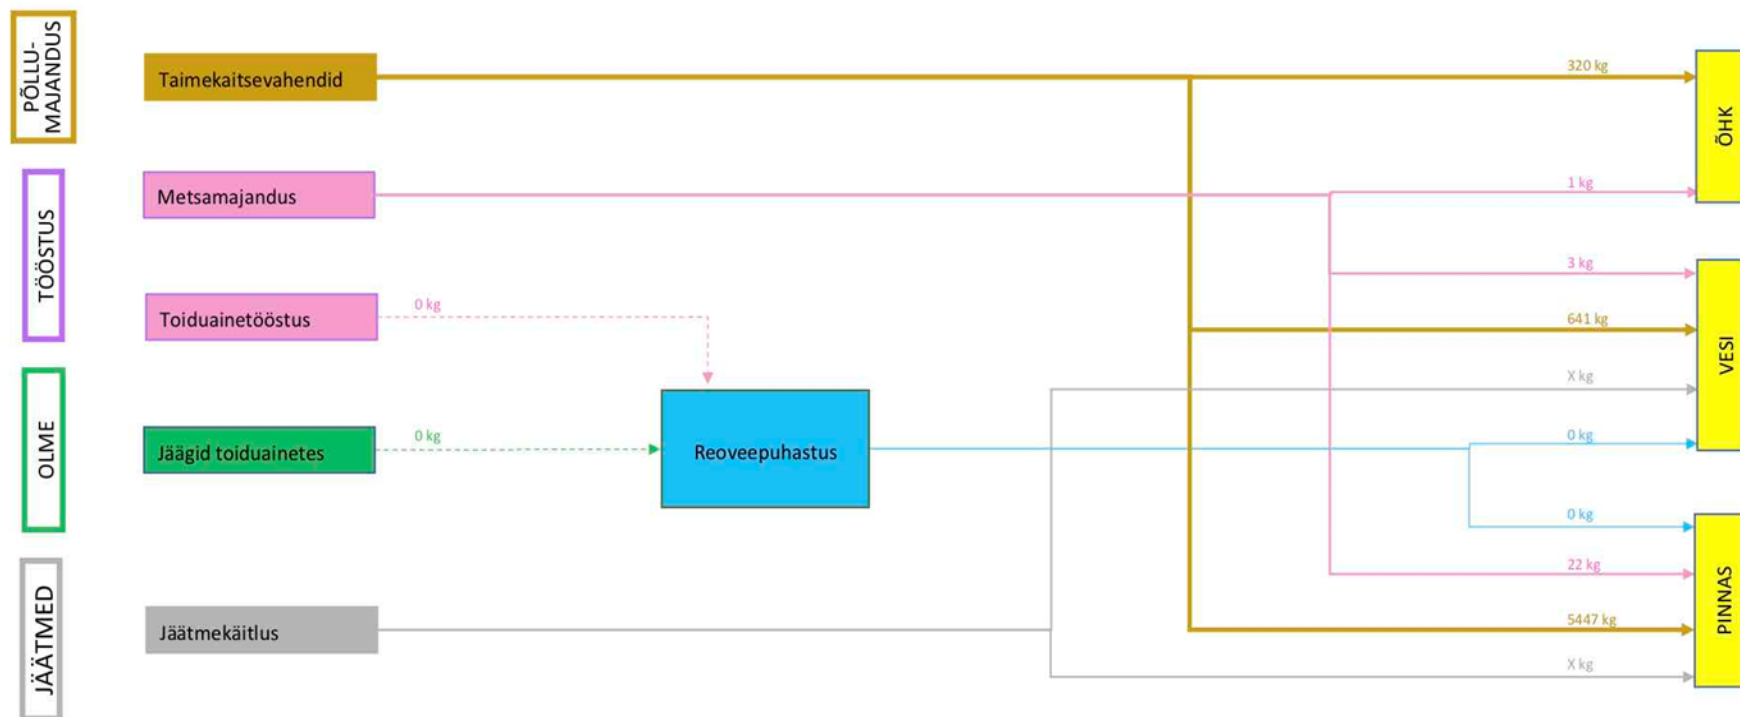 PÕLLU-
MAJANDUS
Taimekaitsevahendid
320 kg
ÕHK
TÖÖSTUS
Metsamajandus
1 kg
3 kg
Toiduainetööstus
0 kg
641 kg
VESI
X kg
OLME
Jäägid toiduainetes
0 kg
Reoveepuhastus
0 kg
0 kg
22 kg
PINNAS
JÄÄTMED
Jäätmekäitlus
5447 kg
X kg